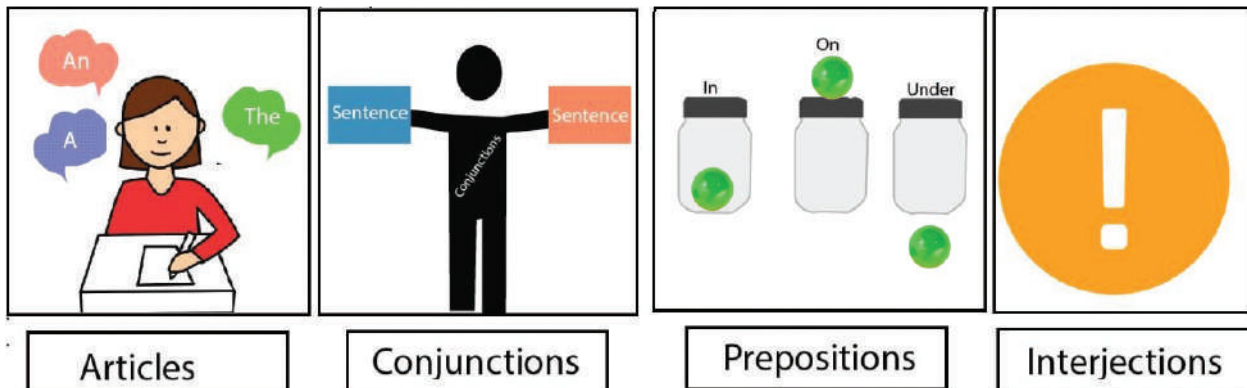 An
A
The
Sentence
Sentence
Conjunctions
In
On
Under
!
Articles
Conjunctions
Prepositions
Interjections